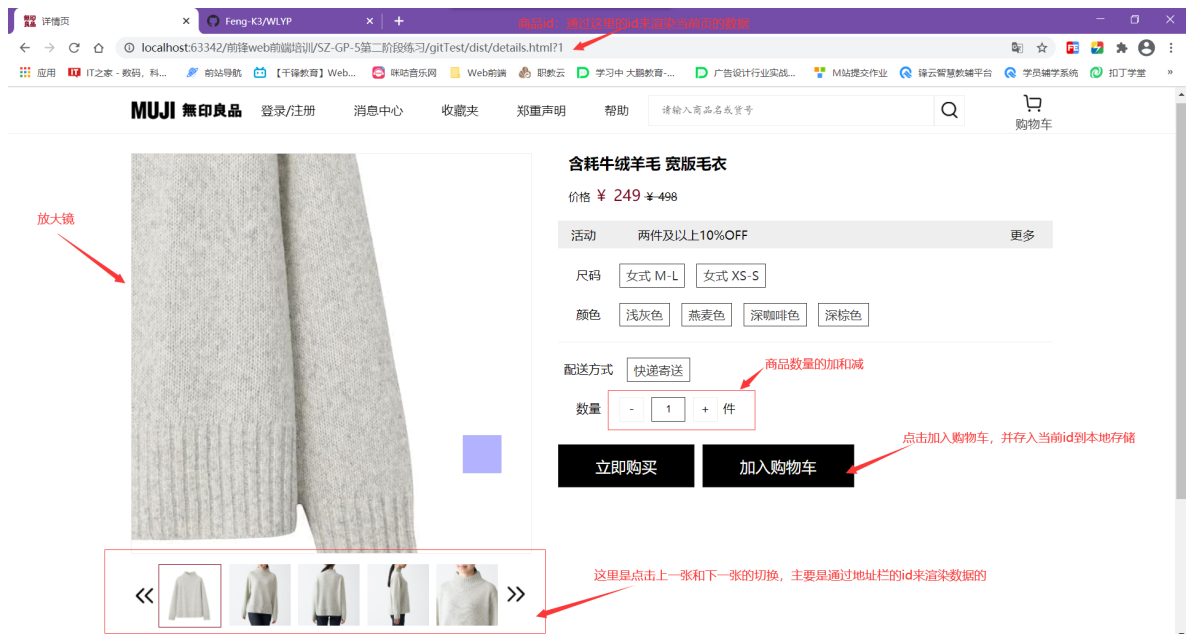 详情页
Feng-K3/WLYP
商品id：通过这里的id来渲染当前页的数据
localhost:63342/前锋web前端培训/SZ-GP-5第二阶段练习/gitTest/dist/details.html?1
应用
IT之家 - 数码，科...
前站导航
【千锋教育】Web...
咪咕音乐网
Web前端
职教云
学习中 大鹏教育-...
广告设计行业实战...
M站提交作业
锋云智慧教辅平台
学员辅学系统
扣丁学堂
»
MUJI 無印良品
登录/注册
消息中心
收藏夹
郑重声明
帮助
请输入商品名或货号
购物车
含耗牛绒羊毛 宽版毛衣
价格 ¥ 249 ¥ 498
放大镜
活动 两件及以上10%OFF 更多
尺码 女式 M-L 女式 XS-S
颜色 浅灰色 燕麦色 深咖啡色 深棕色
配送方式 快递寄送
商品数量的加和减
数量 - 1 + 件
点击加入购物车，并存入当前id到本地存储
立即购买 加入购物车
这里是点击上一张和下一张的切换，主要是通过地址栏的id来渲染数据的